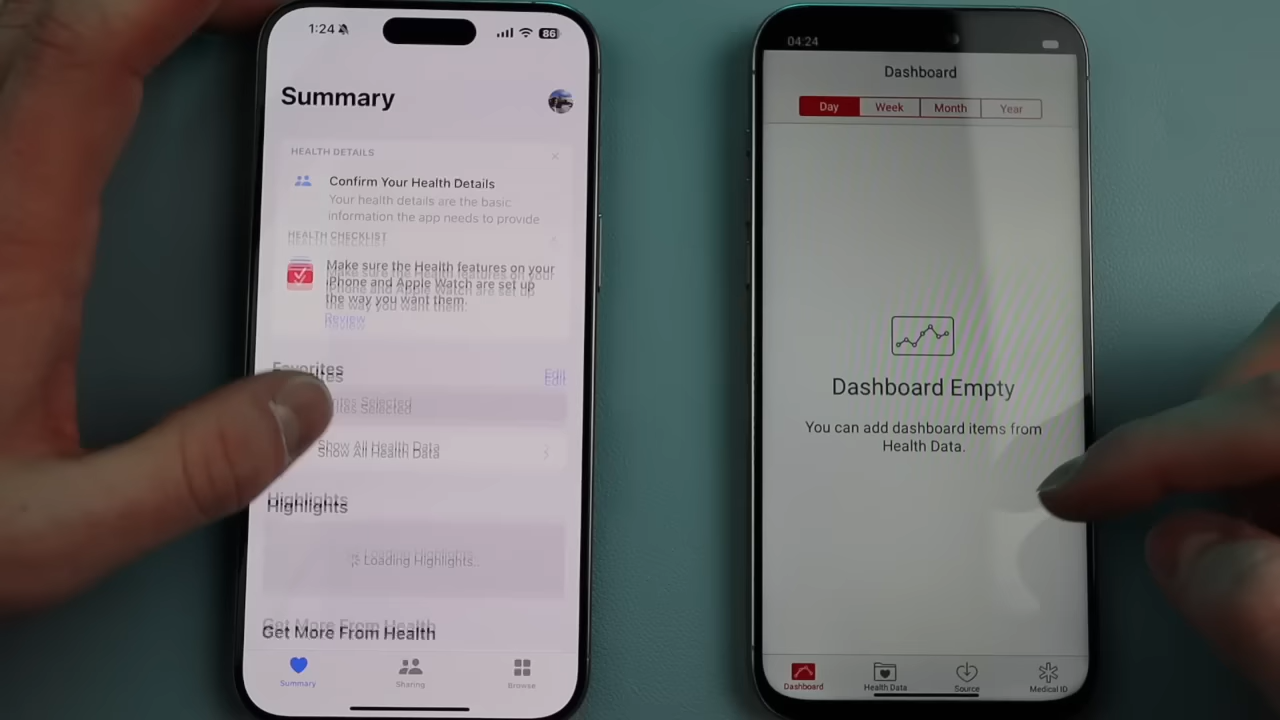 1:24
86
Summary
HEALTH DETAILS
Confirm Your Health Details
Your health details are the basic
information the app needs to provide
HEALTH CHECKLIST
Make sure the Health features on your
iPhone and Apple Watch are set up
the way you want them.
Review
Favorites
Edit
Selected
Show All Health Data
Highlights
Loading Highlights..
Get More From Health
Summary
Sharing
Browse
04:24
Dashboard
Day
Week
Month
Year
Dashboard Empty
You can add dashboard items from
Health Data.
Dashboard
Health Data
Source
Medical ID